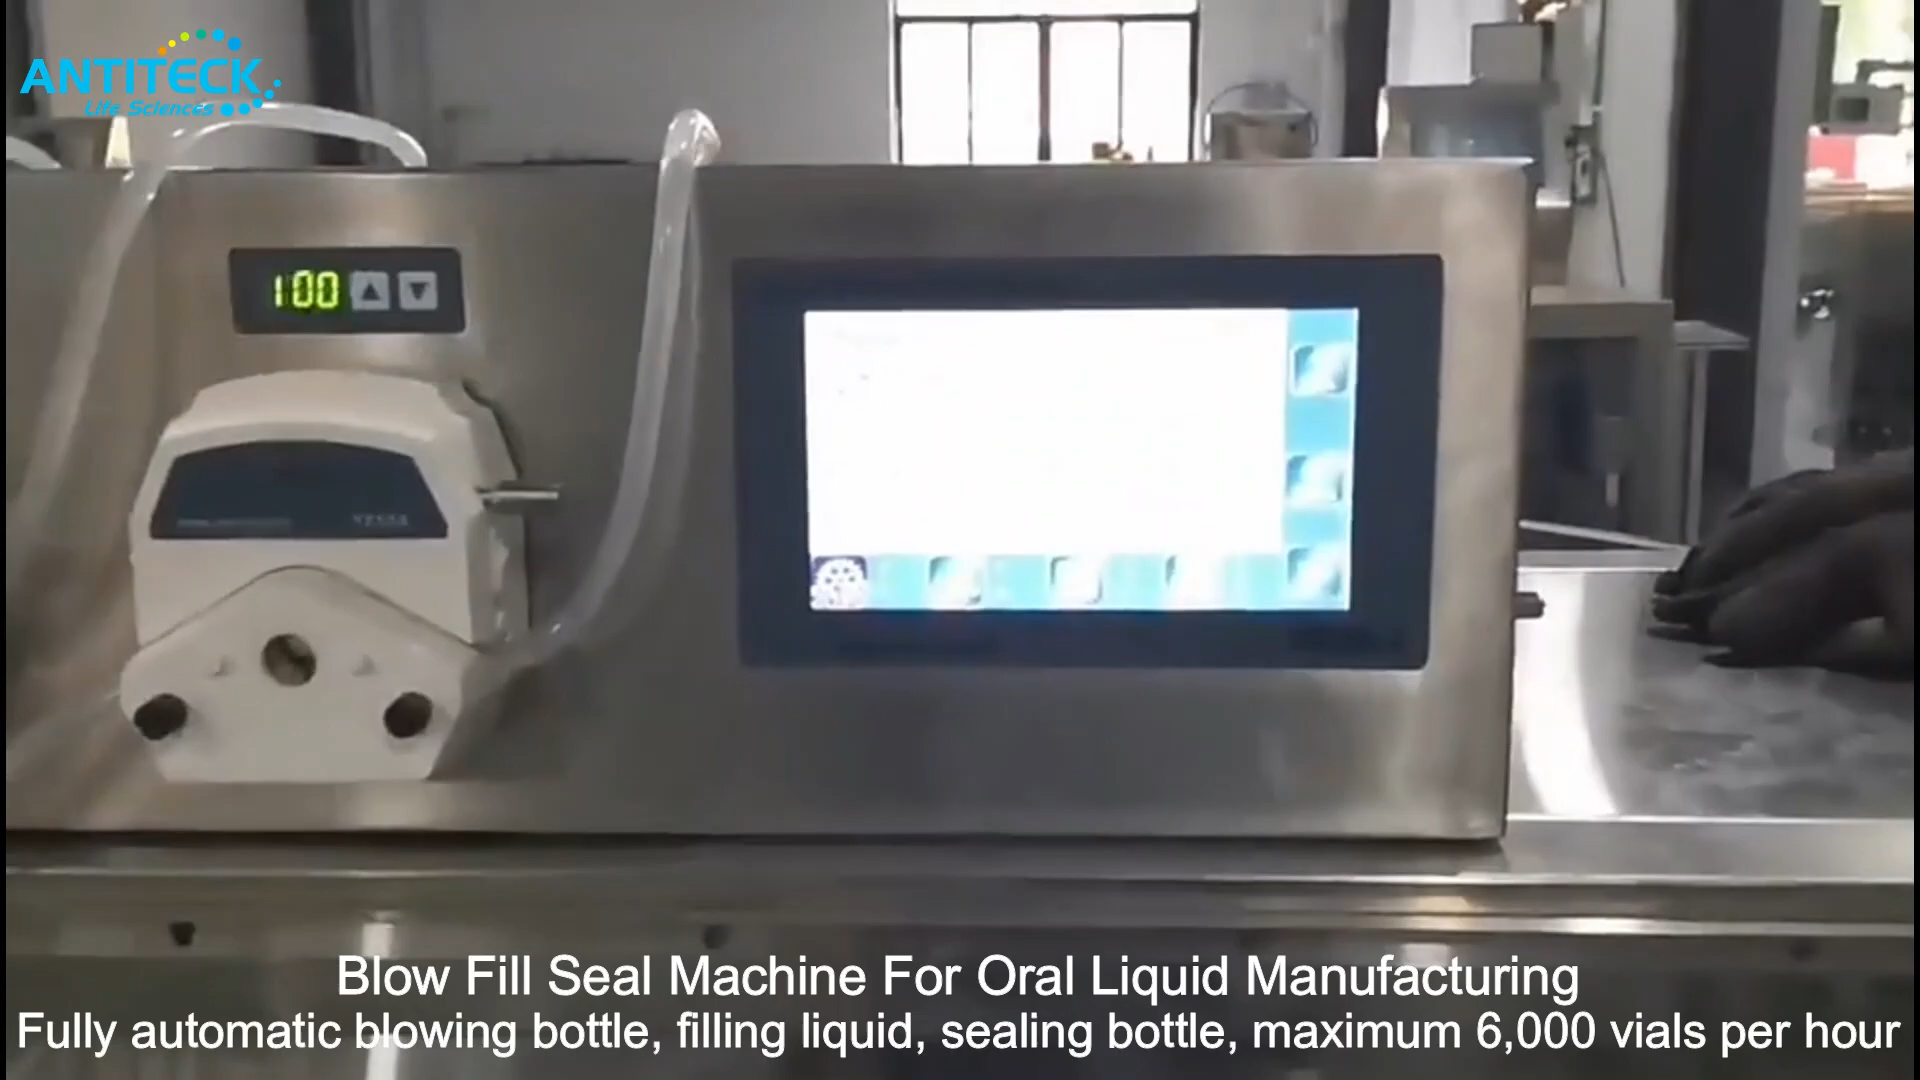 ANTITECK
Life Sciences
100
Blow Fill Seal Machine For Oral Liquid Manufacturing
Fully automatic blowing bottle, filling liquid, sealing bottle, maximum 6,000 vials per hour